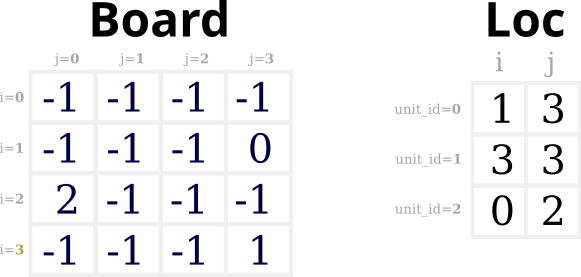 Board
j=0 j=1 j=2 j=3
i=0 -1 -1 -1 -1
i=1 -1 -1 -1 0
i=2 2 -1 -1 -1
i=3 -1 -1 -1 1
Loc
i j
unit_id=0 1 3
unit_id=1 3 3
unit_id=2 0 2